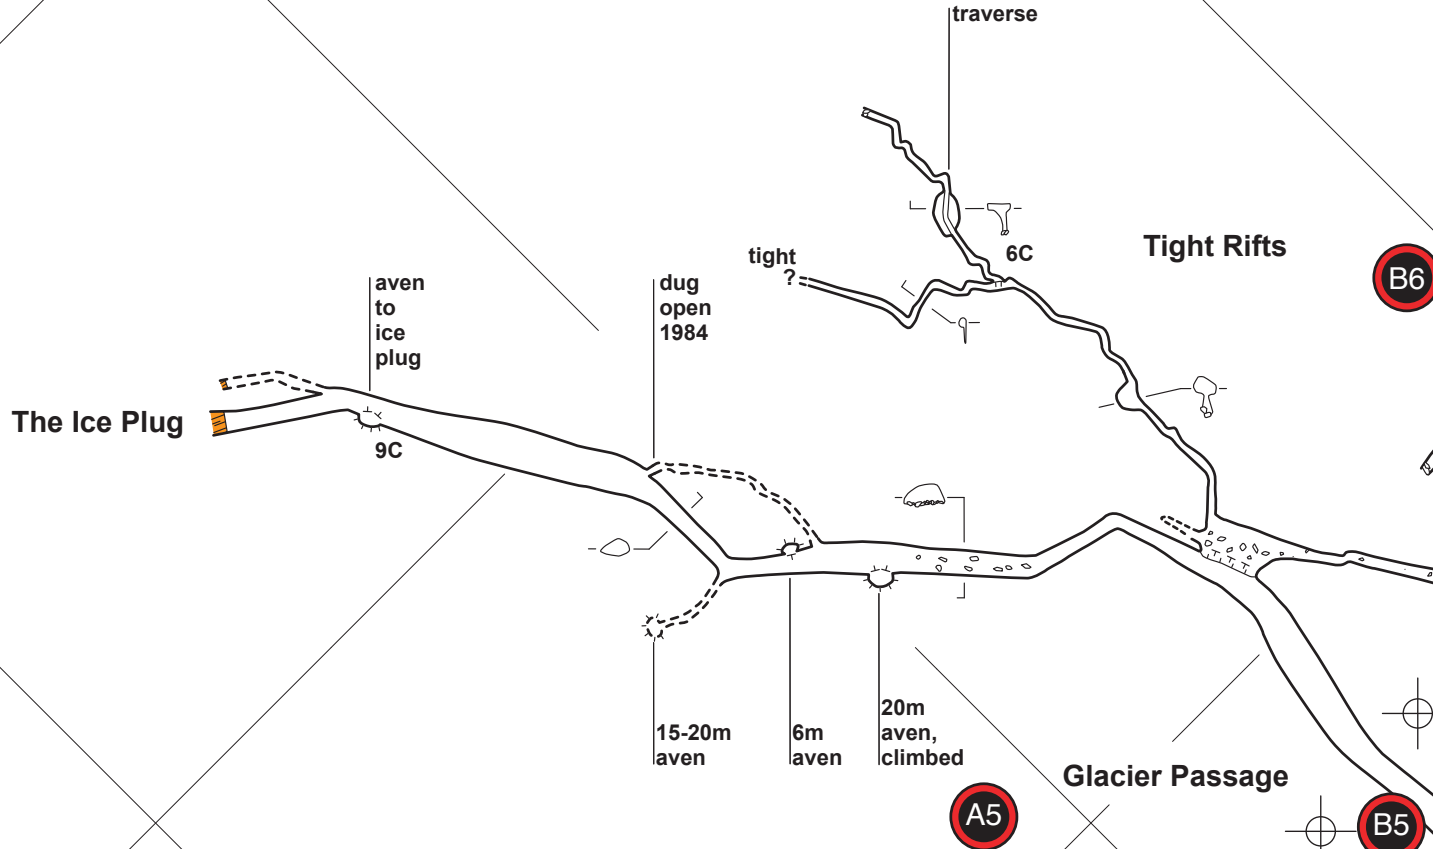 traverse
6C
Tight Rifts
B6
tight
?
aven
to
ice
plug
dug
open
1984
The Ice Plug
9C
15-20m
aven
6m
aven
20m
aven,
climbed
Glacier Passage
A5
B5